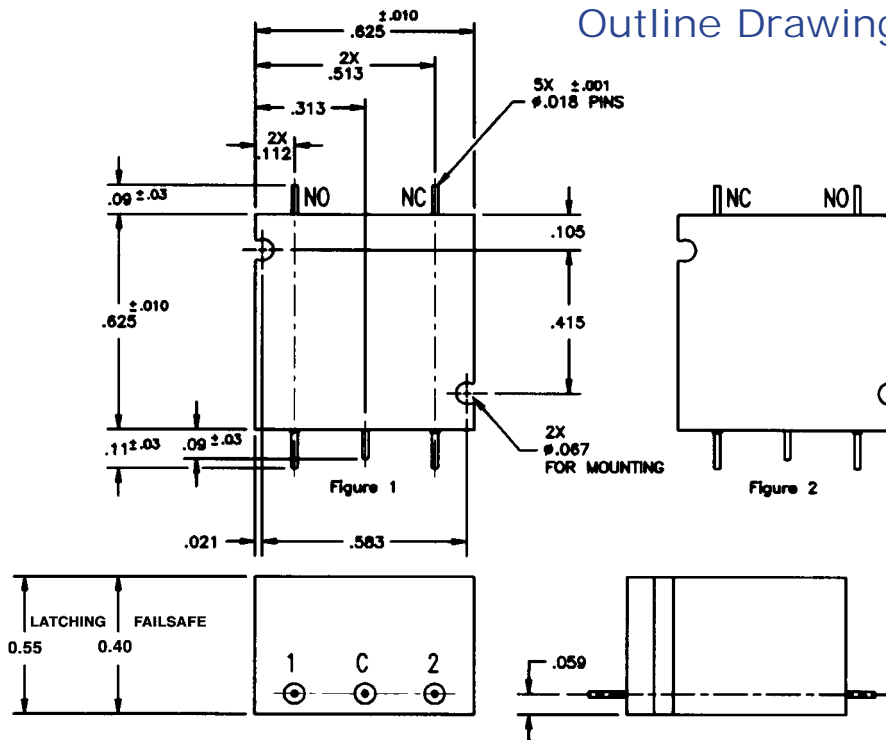 Outline Drawing
±.010
.625
2X
.513
.313
2X
.112
5X ±.001
ø.018 PINS
.09 ±.03
NO
NC
NC
NO
.105
±.010
.625
.415
.11±.03
.09 ±.03
2X
ø.067
FOR MOUNTING
Figure 1
Figure 2
.021
.583
LATCHING
FAILSAFE
0.55
0.40
1
C
2
.059